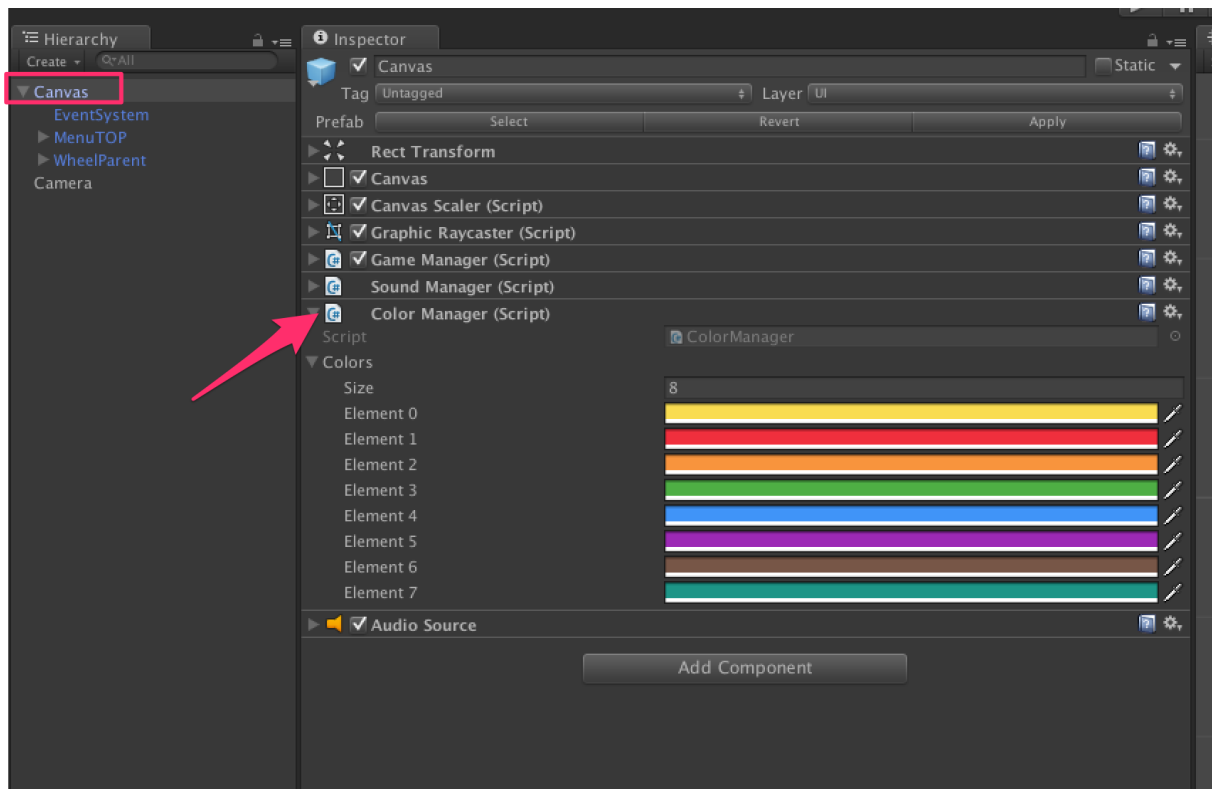 Hierarchy
Create
All
Canvas
EventSystem
MenuTOP
WheelParent
Camera
Inspector
Canvas
Static
Tag Untagged Layer UI
Prefab Select Revert Apply
Rect Transform
Canvas
Canvas Scaler (Script)
Graphic Raycaster (Script)
Game Manager (Script)
Sound Manager (Script)
Color Manager (Script)
Script ColorManager
Colors
Size 8
Element 0
Element 1
Element 2
Element 3
Element 4
Element 5
Element 6
Element 7
Audio Source
Add Component